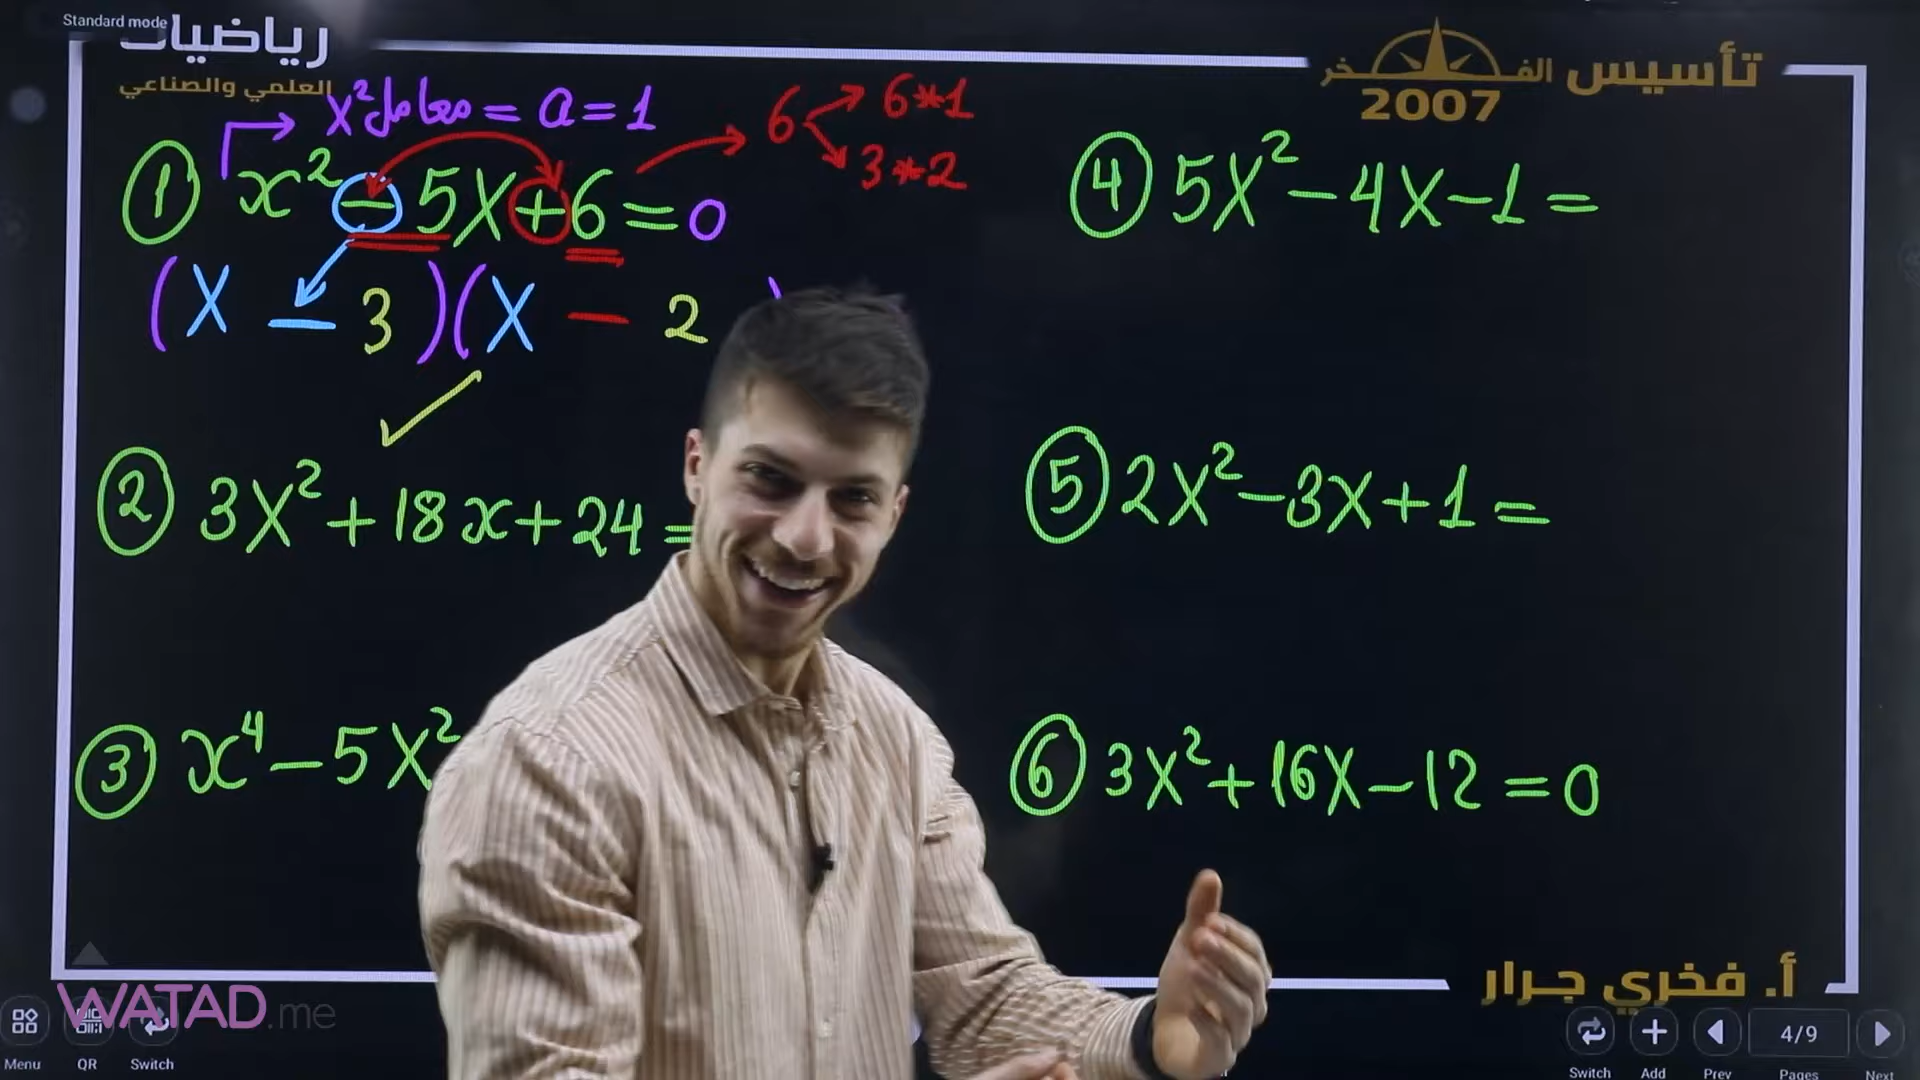 Standard mode
رياضيات
العلمي والصناعي
تأسيس الفخر
2007
x² معامل = a = 1
6
6*1
3*2
① x² - 5x + 6 = 0
(x - 3)(x - 2
② 3x² + 18x + 24 =
③ x⁴ - 5x²
④ 5x² - 4x - 1 =
⑤ 2x² - 3x + 1 =
⑥ 3x² + 16x - 12 = 0
أ. فخري جرار
WATAD.me
Menu QR Switch
Switch Add Prev 4/9 Pages Next